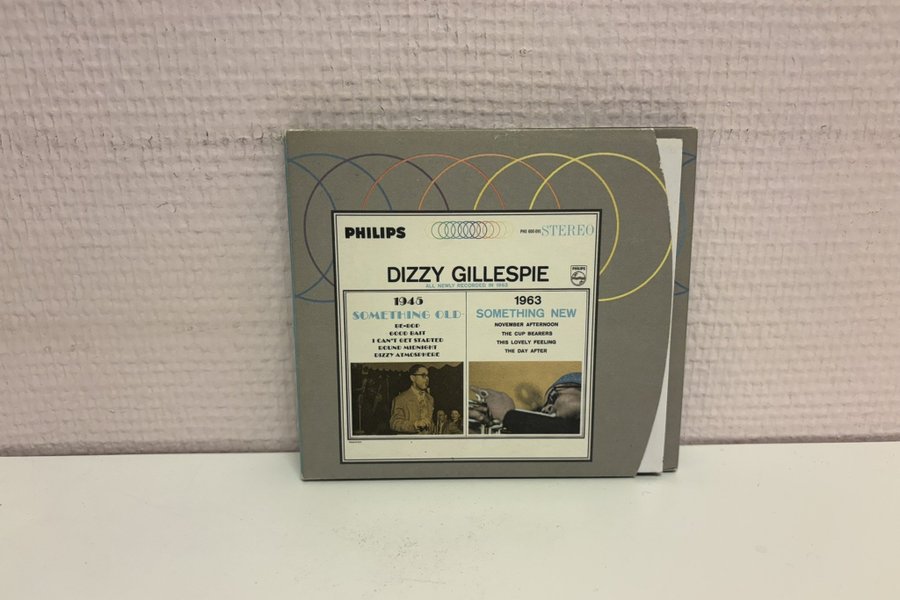 PHILIPS
STEREO
DIZZY GILLESPIE
ALL NEWLY RECORDED IN 1963
1945
SOMETHING OLD
BE-BOP
GOOD BAIT
I CAN'T GET STARTED
ROUND MIDNIGHT
DIZZY ATMOSPHERE
1963
SOMETHING NEW
NOVEMBER AFTERNOON
THE CUP BEARERS
THIS LOVELY FEELING
THE DAY AFTER
PHILIPS